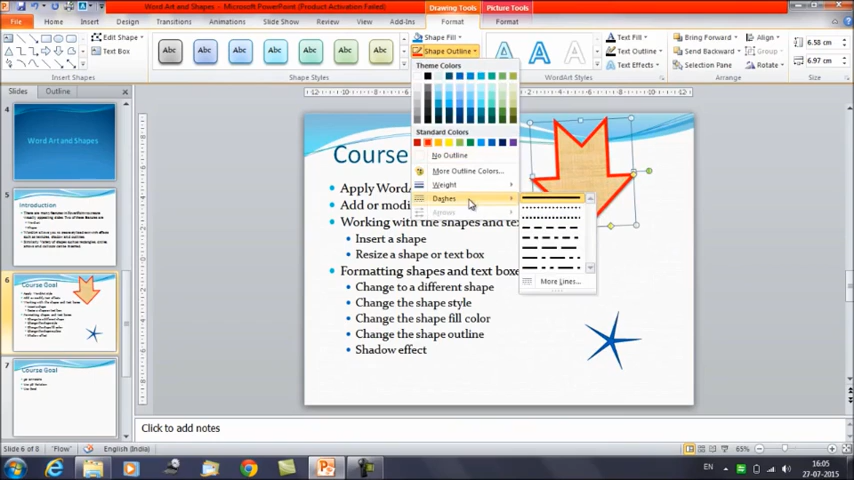 Word Art and Shapes - Microsoft PowerPoint (Product Activation Failed)
Drawing Tools
Picture Tools
File
Home
Insert
Design
Transitions
Animations
Slide Show
Review
View
Add-Ins
Format
Format
Edit Shape
Text Box
Insert Shapes
Abc
Abc
Abc
Abc
Abc
Abc
Shape Styles
Shape Fill
Shape Outline
A
A
A
WordArt Styles
Text Fill
Text Outline
Text Effects
Bring Forward
Send Backward
Selection Pane
Align
Group
Rotate
Arrange
6.58 cm
6.97 cm
Size
Slides
Outline
Theme Colors
Standard Colors
No Outline
More Outline Colors...
Weight
Dashes
Arrows
More Lines...
4
Word Art and Shapes
5
Introduction
6
Course Goal
7
Course Goal
Course
Apply WordA
Add or modi
Working with the shapes and tex
Insert a shape
Resize a shape or text box
Formatting shapes and text boxe
Change to a different shape
Change the shape style
Change the shape fill color
Change the shape outline
Shadow effect
Click to add notes
Slide 6 of 8
"Flow"
English (India)
65%
EN
16:05
27-07-2015